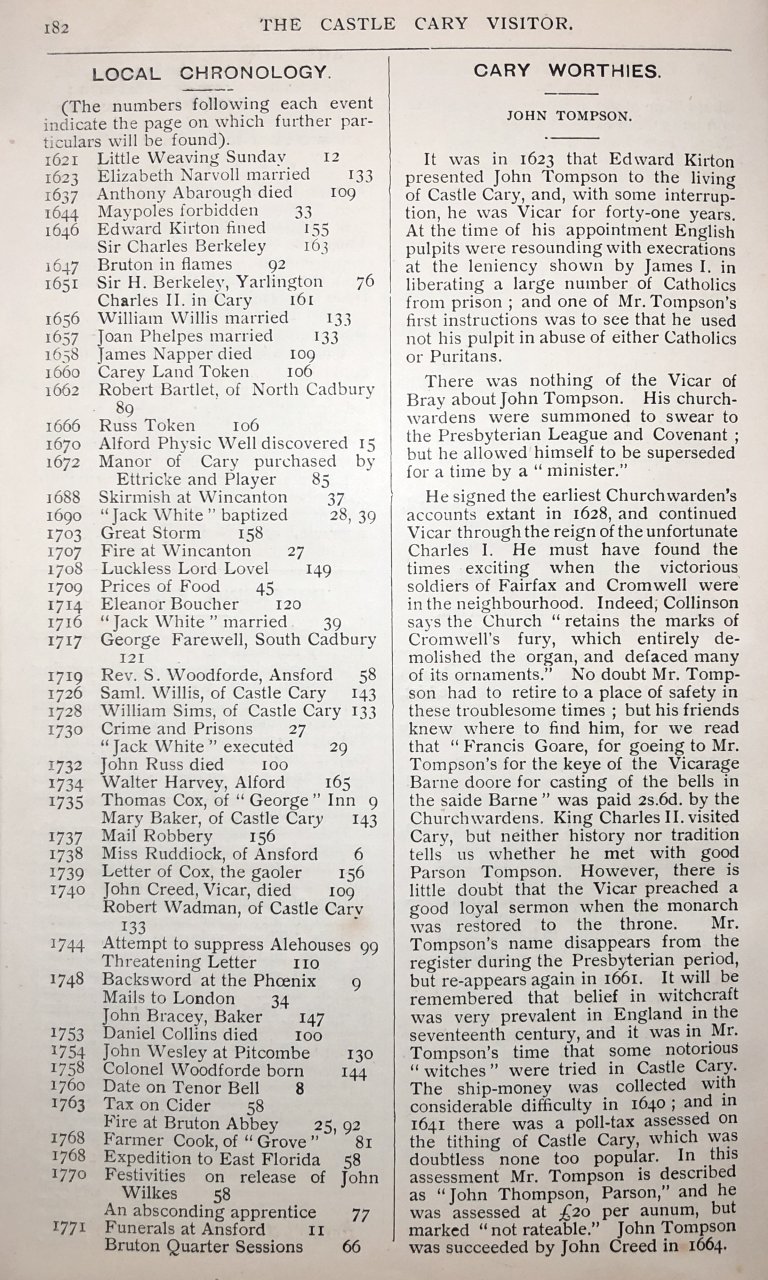 182
THE CASTLE CARY VISITOR.
LOCAL CHRONOLOGY.
(The numbers following each event
indicate the page on which further par-
ticulars will be found).
1621 Little Weaving Sunday 12
1623 Elizabeth Narvoll married 133
1637 Anthony Abarough died 109
1644 Maypoles forbidden 33
1646 Edward Kirton fined 155
Sir Charles Berkeley 163
1647 Bruton in flames 92
1651 Sir H. Berkeley, Yarlington 76
Charles II. in Cary 161
1656 William Willis married 133
1657 Joan Phelpes married 133
1658 James Napper died 109
1660 Carey Land Token 106
1662 Robert Bartlet, of North Cadbury
89
1666 Russ Token 106
1670 Alford Physic Well discovered 15
1672 Manor of Cary purchased by
Ettricke and Player 85
1688 Skirmish at Wincanton 37
1690 “Jack White” baptized 28, 39
1703 Great Storm 158
1707 Fire at Wincanton 27
1708 Luckless Lord Lovel 149
1709 Prices of Food 45
1714 Eleanor Boucher 120
1716 “Jack White” married 39
1717 George Farewell, South Cadbury
121
1719 Rev. S. Woodforde, Ansford 58
1726 Saml. Willis, of Castle Cary 143
1728 William Sims, of Castle Cary 133
1730 Crime and Prisons 27
“Jack White” executed 29
1732 John Russ died 100
1734 Walter Harvey, Alford 165
1735 Thomas Cox, of “George” Inn 9
Mary Baker, of Castle Cary 143
1737 Mail Robbery 156
1738 Miss Ruddiock, of Ansford 6
1739 Letter of Cox, the gaoler 156
1740 John Creed, Vicar, died 109
Robert Wadman, of Castle Cary
133
1744 Attempt to suppress Alehouses 99
Threatening Letter 110
1748 Backsword at the Phœnix 9
Mails to London 34
John Bracey, Baker 147
1753 Daniel Collins died 100
1754 John Wesley at Pitcombe 130
1758 Colonel Woodforde born 144
1760 Date on Tenor Bell 8
1763 Tax on Cider 58
Fire at Bruton Abbey 25, 92
1768 Farmer Cook, of “Grove” 81
1768 Expedition to East Florida 58
1770 Festivities on release of John
Wilkes 58
An absconding apprentice 77
1771 Funerals at Ansford 11
Bruton Quarter Sessions 66
CARY WORTHIES.
JOHN TOMPSON.
It was in 1623 that Edward Kirton
presented John Tompson to the living
of Castle Cary, and, with some interrup-
tion, he was Vicar for forty-one years.
At the time of his appointment English
pulpits were resounding with execrations
at the leniency shown by James I. in
liberating a large number of Catholics
from prison ; and one of Mr. Tompson’s
first instructions was to see that he used
not his pulpit in abuse of either Catholics
or Puritans.
There was nothing of the Vicar of
Bray about John Tompson. His church-
wardens were summoned to swear to
the Presbyterian League and Covenant ;
but he allowed himself to be superseded
for a time by a “minister.”
He signed the earliest Churchwarden’s
accounts extant in 1628, and continued
Vicar through the reign of the unfortunate
Charles I. He must have found the
times exciting when the victorious
soldiers of Fairfax and Cromwell were
in the neighbourhood. Indeed, Collinson
says the Church “retains the marks of
Cromwell’s fury, which entirely de-
molished the organ, and defaced many
of its ornaments.” No doubt Mr. Tomp-
son had to retire to a place of safety in
these troublesome times ; but his friends
knew where to find him, for we read
that “Francis Goare, for goeing to Mr.
Tompson’s for the keye of the Vicarage
Barne doore for casting of the bells in
the saide Barne” was paid 2s.6d. by the
Churchwardens. King Charles II. visited
Cary, but neither history nor tradition
tells us whether he met with good
Parson Tompson. However, there is
little doubt that the Vicar preached a
good loyal sermon when the monarch
was restored to the throne. Mr.
Tompson’s name disappears from the
register during the Presbyterian period,
but re-appears again in 1661. It will be
remembered that belief in witchcraft
was very prevalent in England in the
seventeenth century, and it was in Mr.
Tompson’s time that some notorious
“witches” were tried in Castle Cary.
The ship-money was collected with
considerable difficulty in 1640 ; and in
1641 there was a poll-tax assessed on
the tithing of Castle Cary, which was
doubtless none too popular. In this
assessment Mr. Tompson is described
as “John Thompson, Parson,” and he
was assessed at £20 per aunum, but
marked “not rateable.” John Tompson
was succeeded by John Creed in 1664.